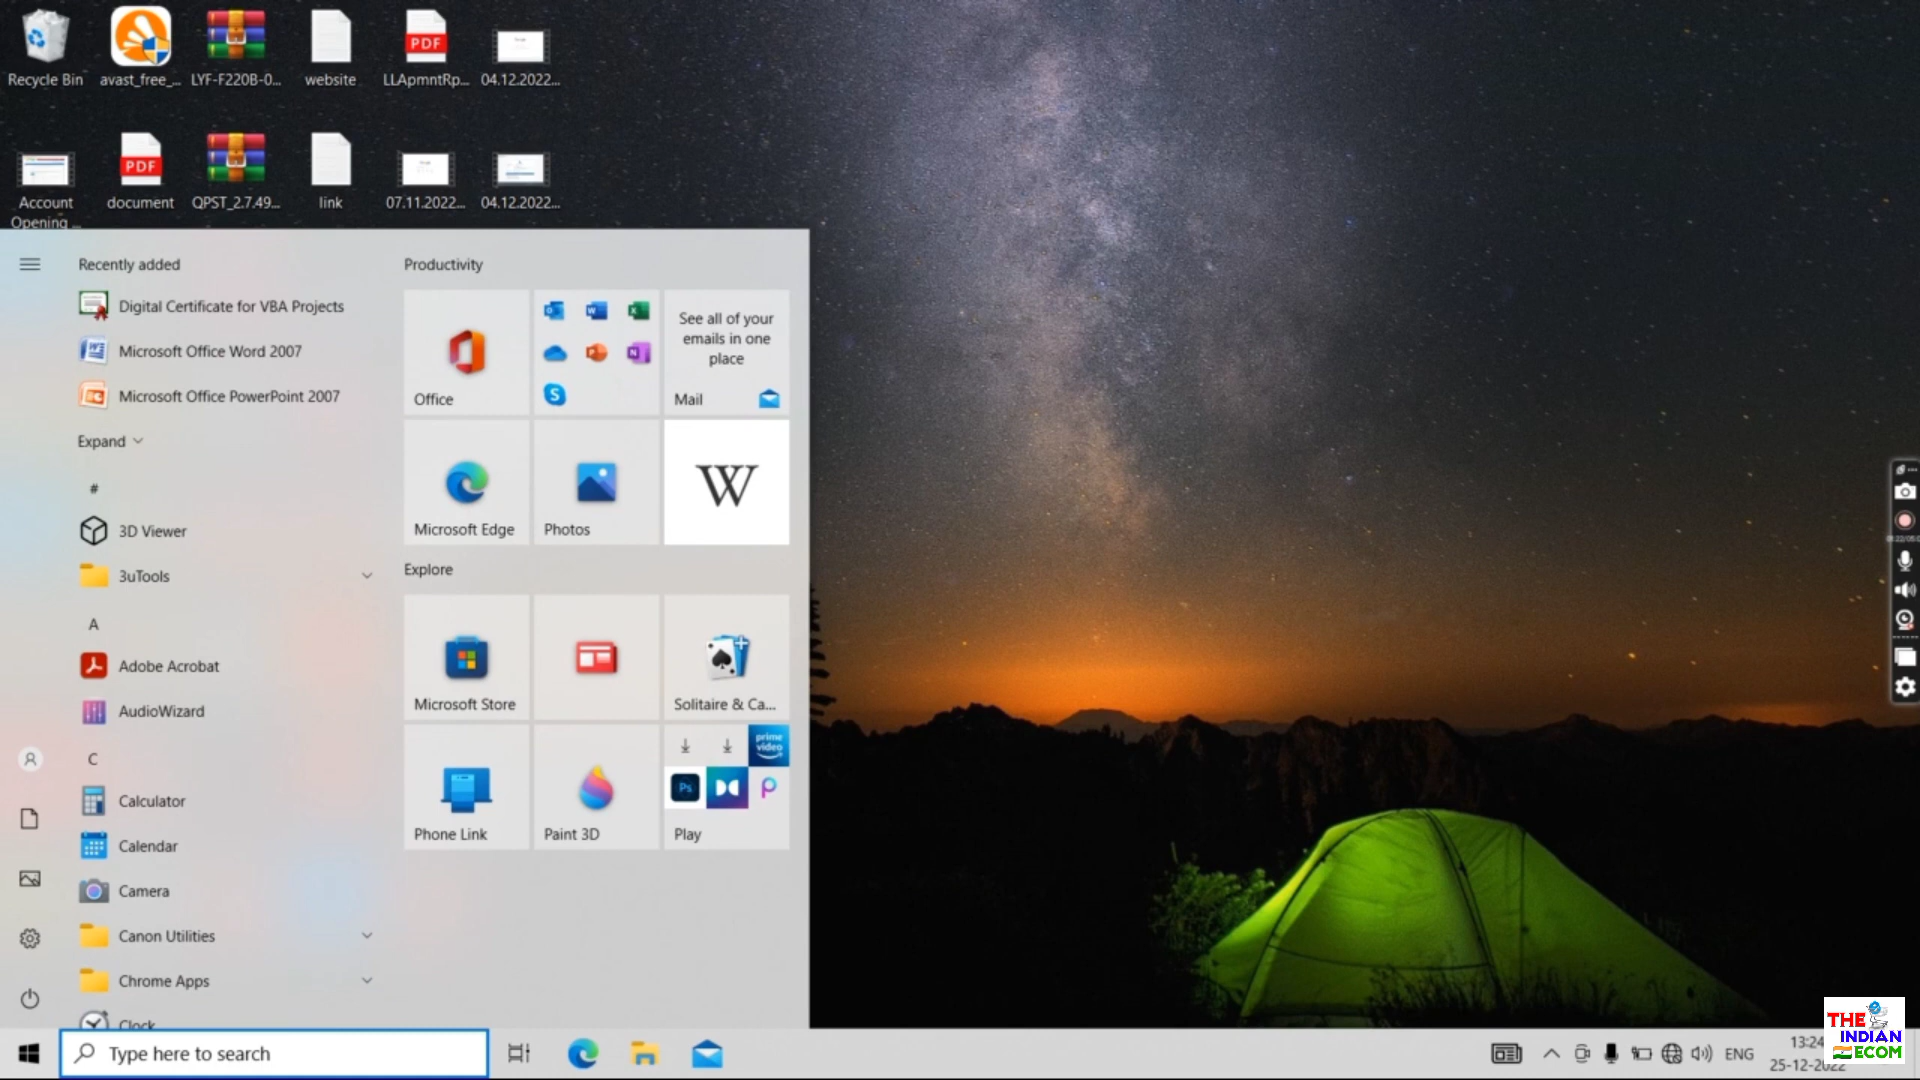 Recycle Bin
avast_free_...
LYF-F220B-0...
website
PDF
LLApmntRp...
04.12.2022...
Account
Opening ...
PDF
document
QPST_2.7.49...
link
07.11.2022...
04.12.2022...
Recently added
Digital Certificate for VBA Projects
Microsoft Office Word 2007
Microsoft Office PowerPoint 2007
Expand
#
3D Viewer
3uTools
A
Adobe Acrobat
AudioWizard
C
Calculator
Calendar
Camera
Canon Utilities
Chrome Apps
Clock
Productivity
Office
See all of your
emails in one
place
Mail
Microsoft Edge
Photos
W
Explore
Microsoft Store
Solitaire & Ca...
Phone Link
Paint 3D
prime
video
Ps
Play
Type here to search
ENG
13:24
25-12-2022
THE
INDIAN
ECOM